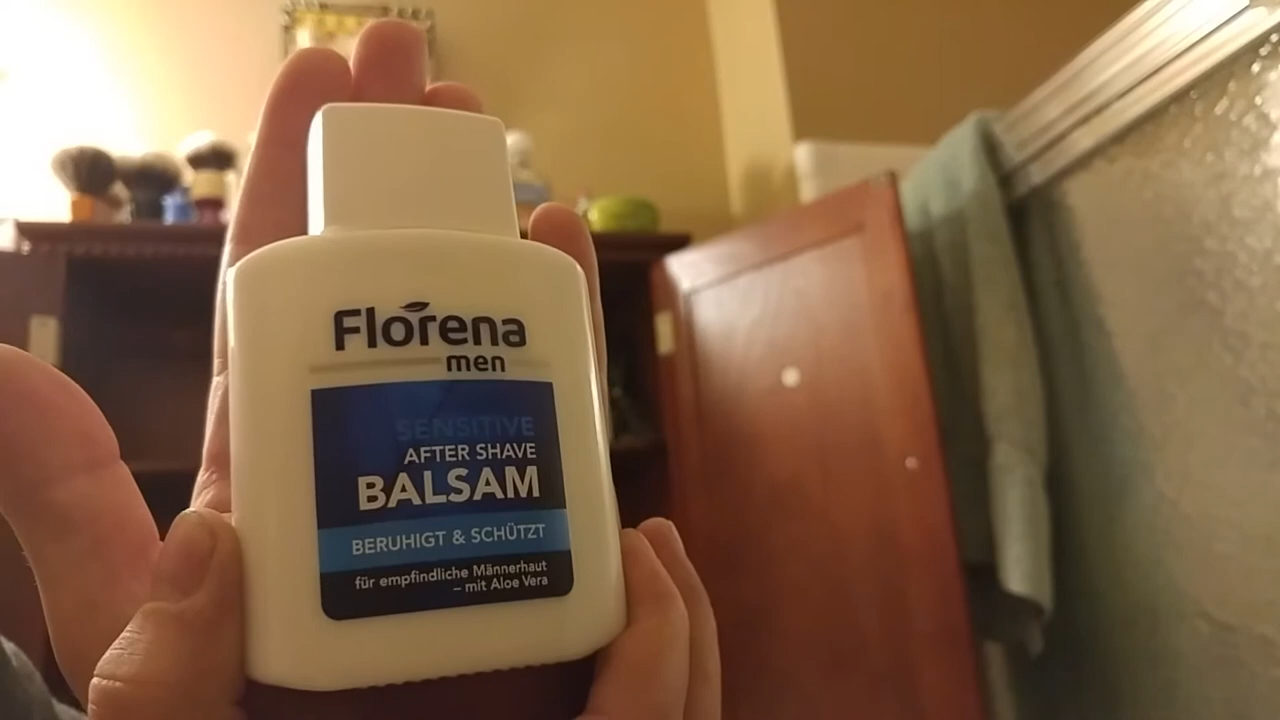 Florena
men
SENSITIVE
AFTER SHAVE
BALSAM
BERUHIGT & SCHÜTZT
für empfindliche Männerhaut
– mit Aloe Vera